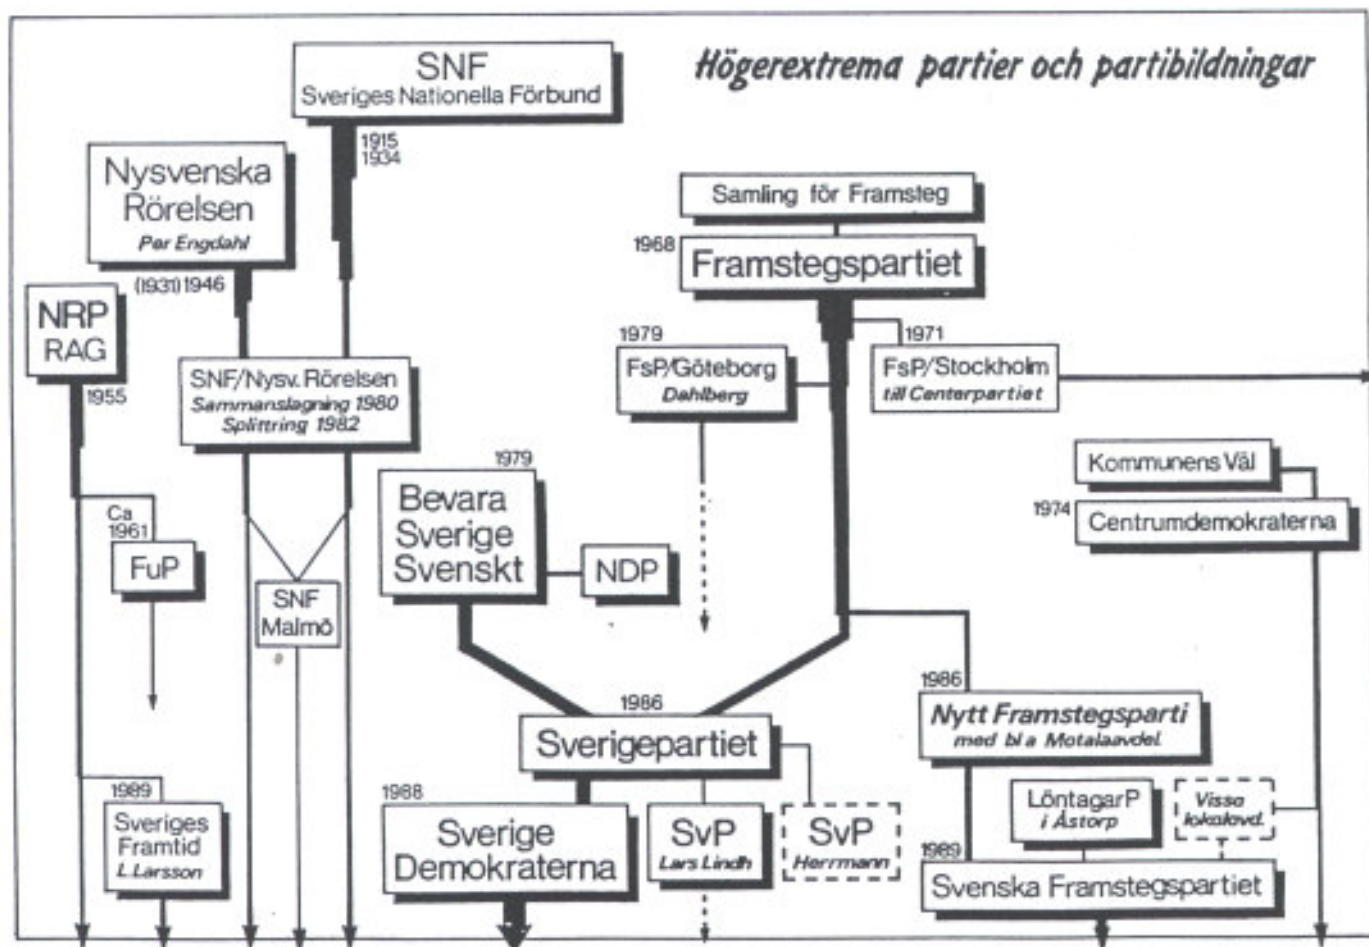 Högerextrema partier och partibildningar
SNF
Sveriges Nationella Förbund
1915
1934
Nysvenska
Rörelsen
Per Engdahl
(1931) 1946
Samling för Framsteg
1968
Framstegspartiet
NRP
RAG
1955
1979
FsP/Göteborg
Dahlberg
1971
FsP/Stockholm
till Centerpartiet
SNF/Nysv. Rörelsen
Sammanslagning 1980
Splittring 1982
Kommunens Väl
1974
Centrumdemokraterna
1979
Bevara
Sverige
Svenskt
NDP
Ca
1961
FuP
SNF
Malmö
1986
Sverigepartiet
1986
Nytt Framstegsparti
med bl a Motalaavdel.
1989
Sveriges
Framtid
L. Larsson
1988
Sverige
Demokraterna
SvP
Lars Lindh
SvP
Herrmann
LöntagarP
i Åstorp
Vissa
lokalavd.
1989
Svenska Framstegspartiet